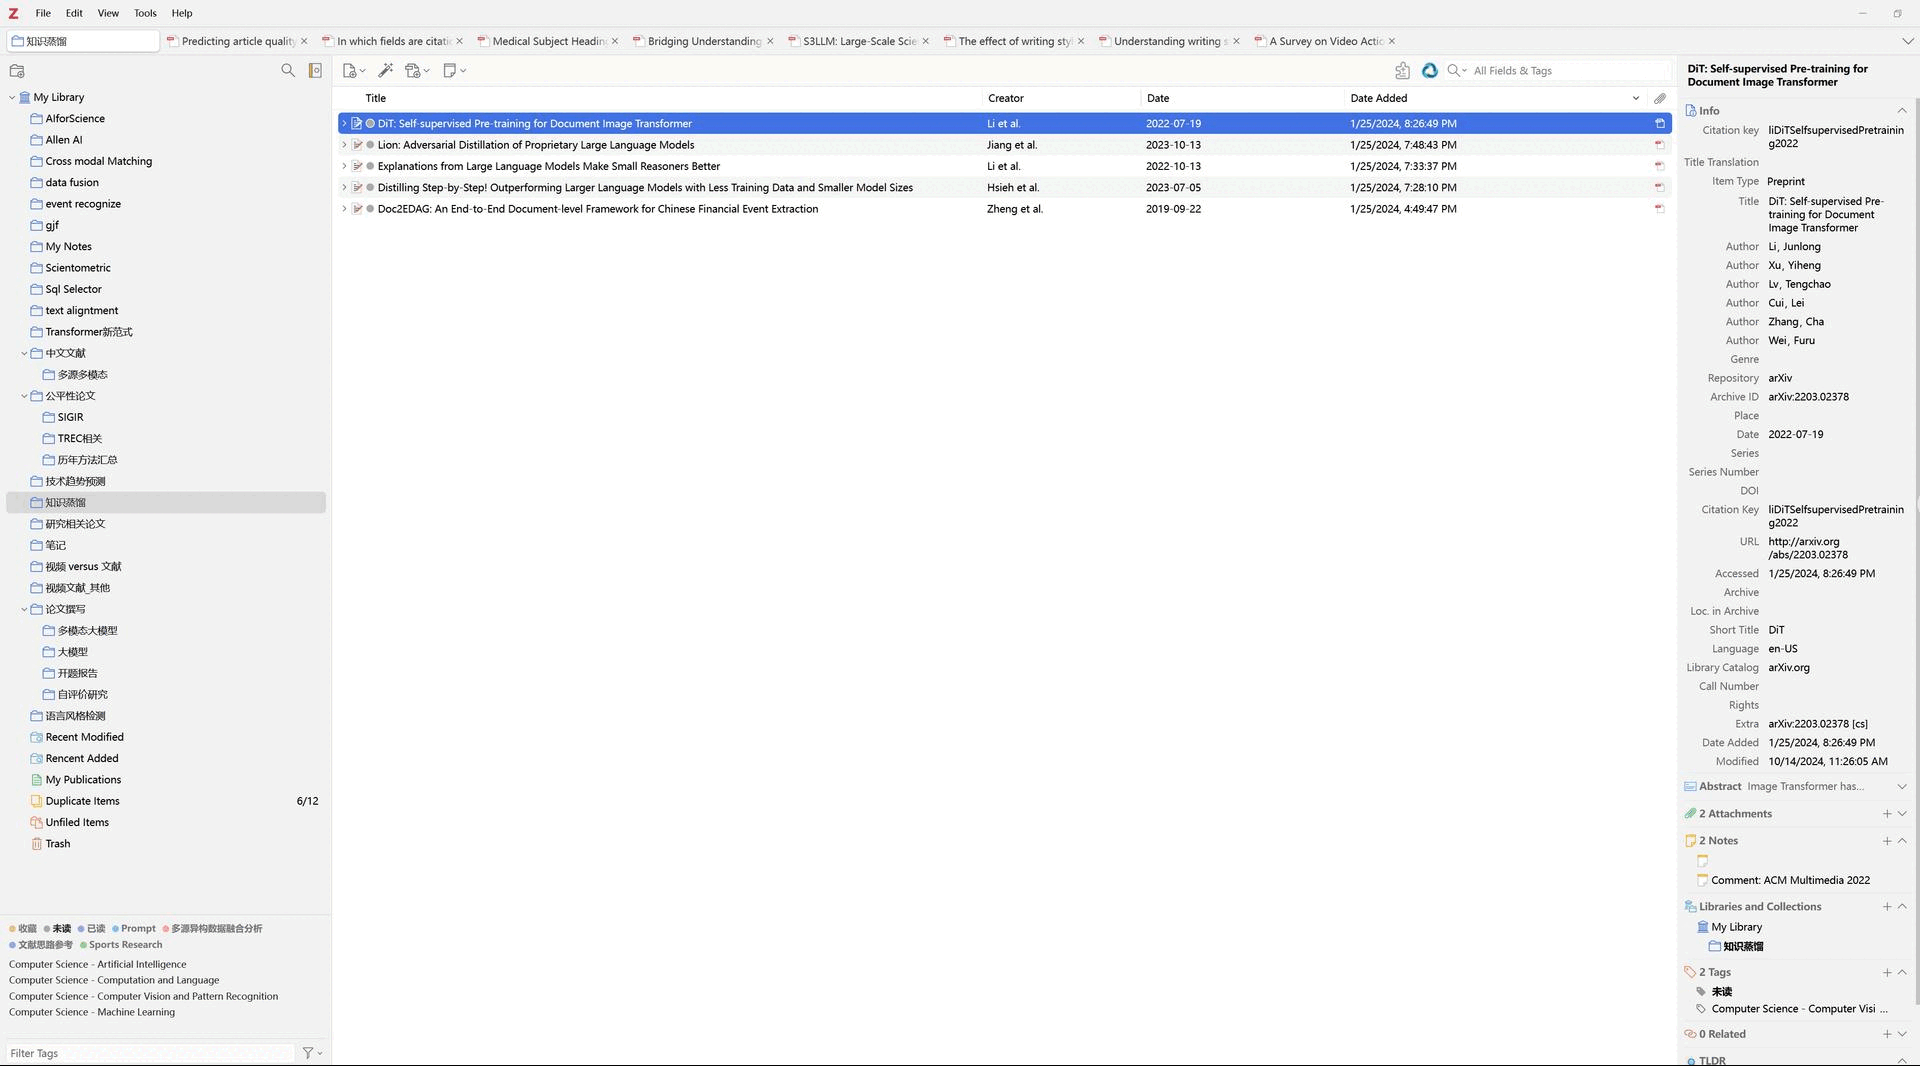 Z File Edit View Tools Help
知识蒸馏 Predicting article quality In which fields are citatic Medical Subject Heading Bridging Understanding S3LLM: Large-Scale Scie The effect of writing styl Understanding writing s A Survey on Video Actic
All Fields & Tags
Title Creator Date Date Added
My Library
AIforScience
Allen AI
Cross modal Matching
data fusion
event recognize
gjf
My Notes
Scientometric
Sql Selector
text aligntment
Transformer新范式
中文文献
多源多模态
公平性论文
SIGIR
TREC相关
历年方法汇总
技术趋势预测
知识蒸馏
研究相关论文
笔记
视频 versus 文献
视频文献_其他
论文撰写
多模态大模型
大模型
开题报告
自评价研究
语言风格检测
Recent Modified
Rencent Added
My Publications
Duplicate Items 6/12
Unfiled Items
Trash
收藏 未读 已读 Prompt 多源异构数据融合分析
文献思路参考 Sports Research
Computer Science - Artificial Intelligence
Computer Science - Computation and Language
Computer Science - Computer Vision and Pattern Recognition
Computer Science - Machine Learning
Filter Tags
DiT: Self-supervised Pre-training for Document Image Transformer Li et al. 2022-07-19 1/25/2024, 8:26:49 PM
Lion: Adversarial Distillation of Proprietary Large Language Models Jiang et al. 2023-10-13 1/25/2024, 7:48:43 PM
Explanations from Large Language Models Make Small Reasoners Better Li et al. 2022-10-13 1/25/2024, 7:33:37 PM
Distilling Step-by-Step! Outperforming Larger Language Models with Less Training Data and Smaller Model Sizes Hsieh et al. 2023-07-05 1/25/2024, 7:28:10 PM
Doc2EDAG: An End-to-End Document-level Framework for Chinese Financial Event Extraction Zheng et al. 2019-09-22 1/25/2024, 4:49:47 PM
DiT: Self-supervised Pre-training for
Document Image Transformer
Info
Citation key liDiTSelfsupervisedPretrainin
g2022
Title Translation
Item Type Preprint
Title DiT: Self-supervised Pre-
training for Document
Image Transformer
Author Li, Junlong
Author Xu, Yiheng
Author Lv, Tengchao
Author Cui, Lei
Author Zhang, Cha
Author Wei, Furu
Genre
Repository arXiv
Archive ID arXiv:2203.02378
Place
Date 2022-07-19
Series
Series Number
DOI
Citation Key liDiTSelfsupervisedPretrainin
g2022
URL http://arxiv.org
/abs/2203.02378
Accessed 1/25/2024, 8:26:49 PM
Archive
Loc. in Archive
Short Title DiT
Language en-US
Library Catalog arXiv.org
Call Number
Rights
Extra arXiv:2203.02378 [cs]
Date Added 1/25/2024, 8:26:49 PM
Modified 10/14/2024, 11:26:05 AM
Abstract Image Transformer has...
2 Attachments
2 Notes
Comment: ACM Multimedia 2022
Libraries and Collections
My Library
知识蒸馏
2 Tags
未读
Computer Science - Computer Visi ...
0 Related
TLDR